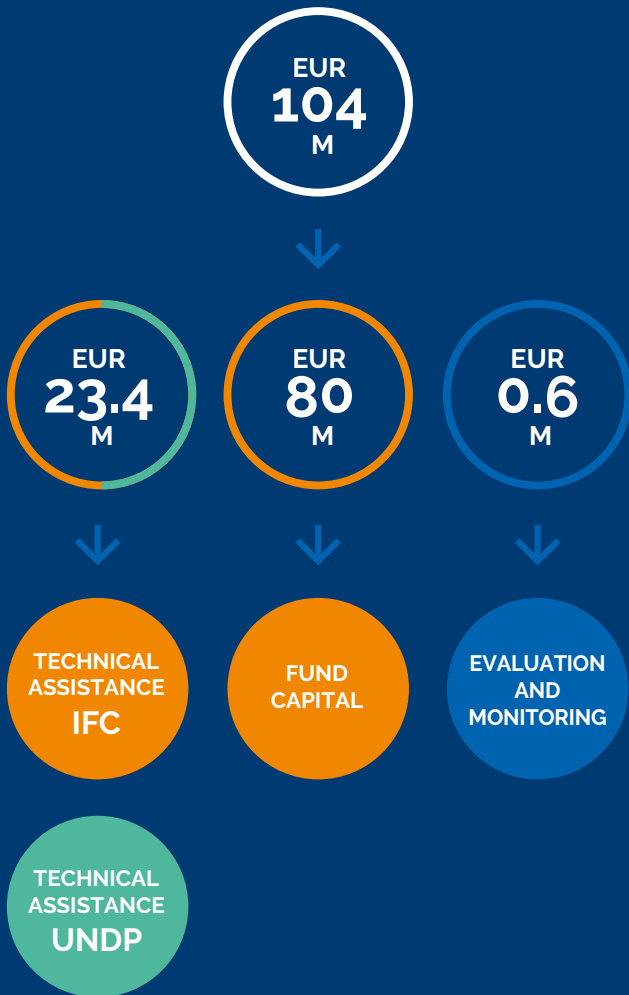 EUR
104
M
EUR
23.4
M
EUR
80
M
EUR
0.6
M
TECHNICAL
ASSISTANCE
IFC
FUND
CAPITAL
EVALUATION
AND
MONITORING
TECHNICAL
ASSISTANCE
UNDP